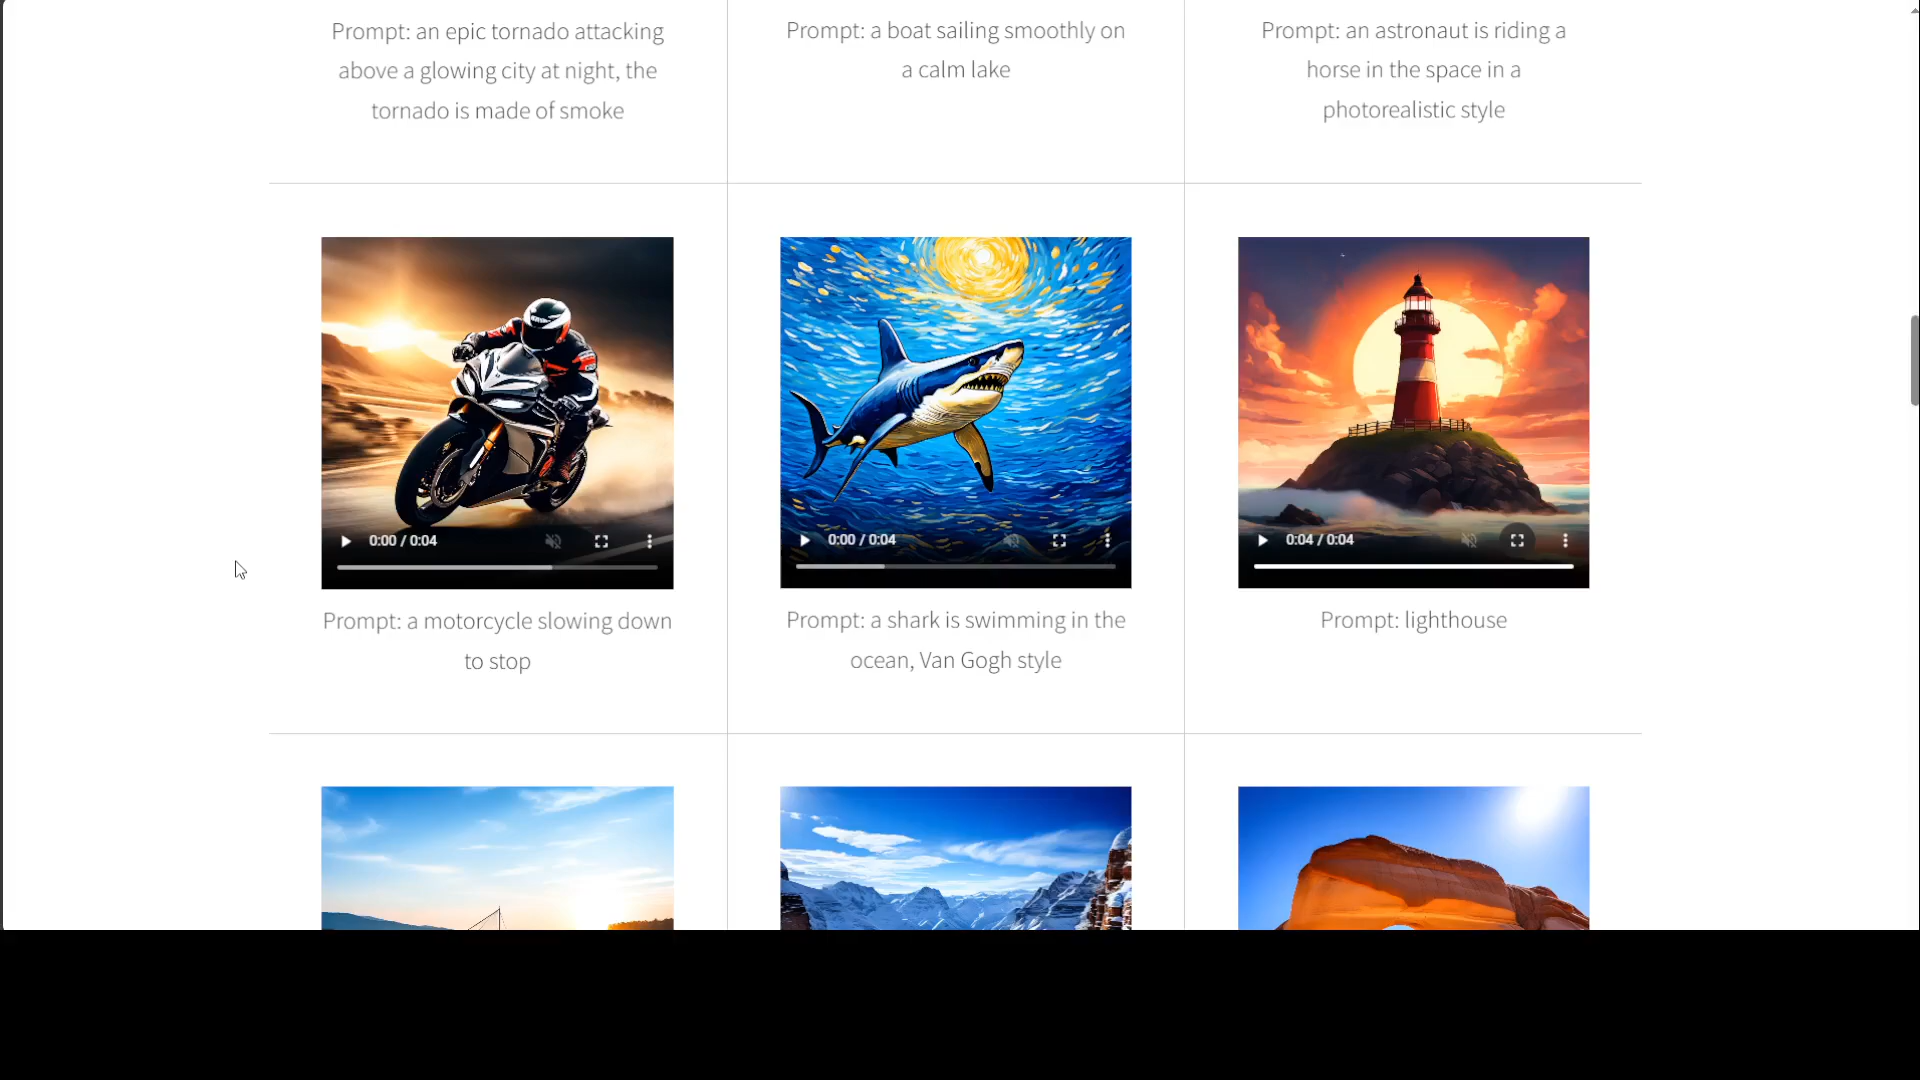 Prompt: an epic tornado attacking
above a glowing city at night, the
tornado is made of smoke
Prompt: a boat sailing smoothly on
a calm lake
Prompt: an astronaut is riding a
horse in the space in a
photorealistic style
0:00 / 0:04
Prompt: a motorcycle slowing down
to stop
0:00 / 0:04
Prompt: a shark is swimming in the
ocean, Van Gogh style
0:04 / 0:04
Prompt: lighthouse